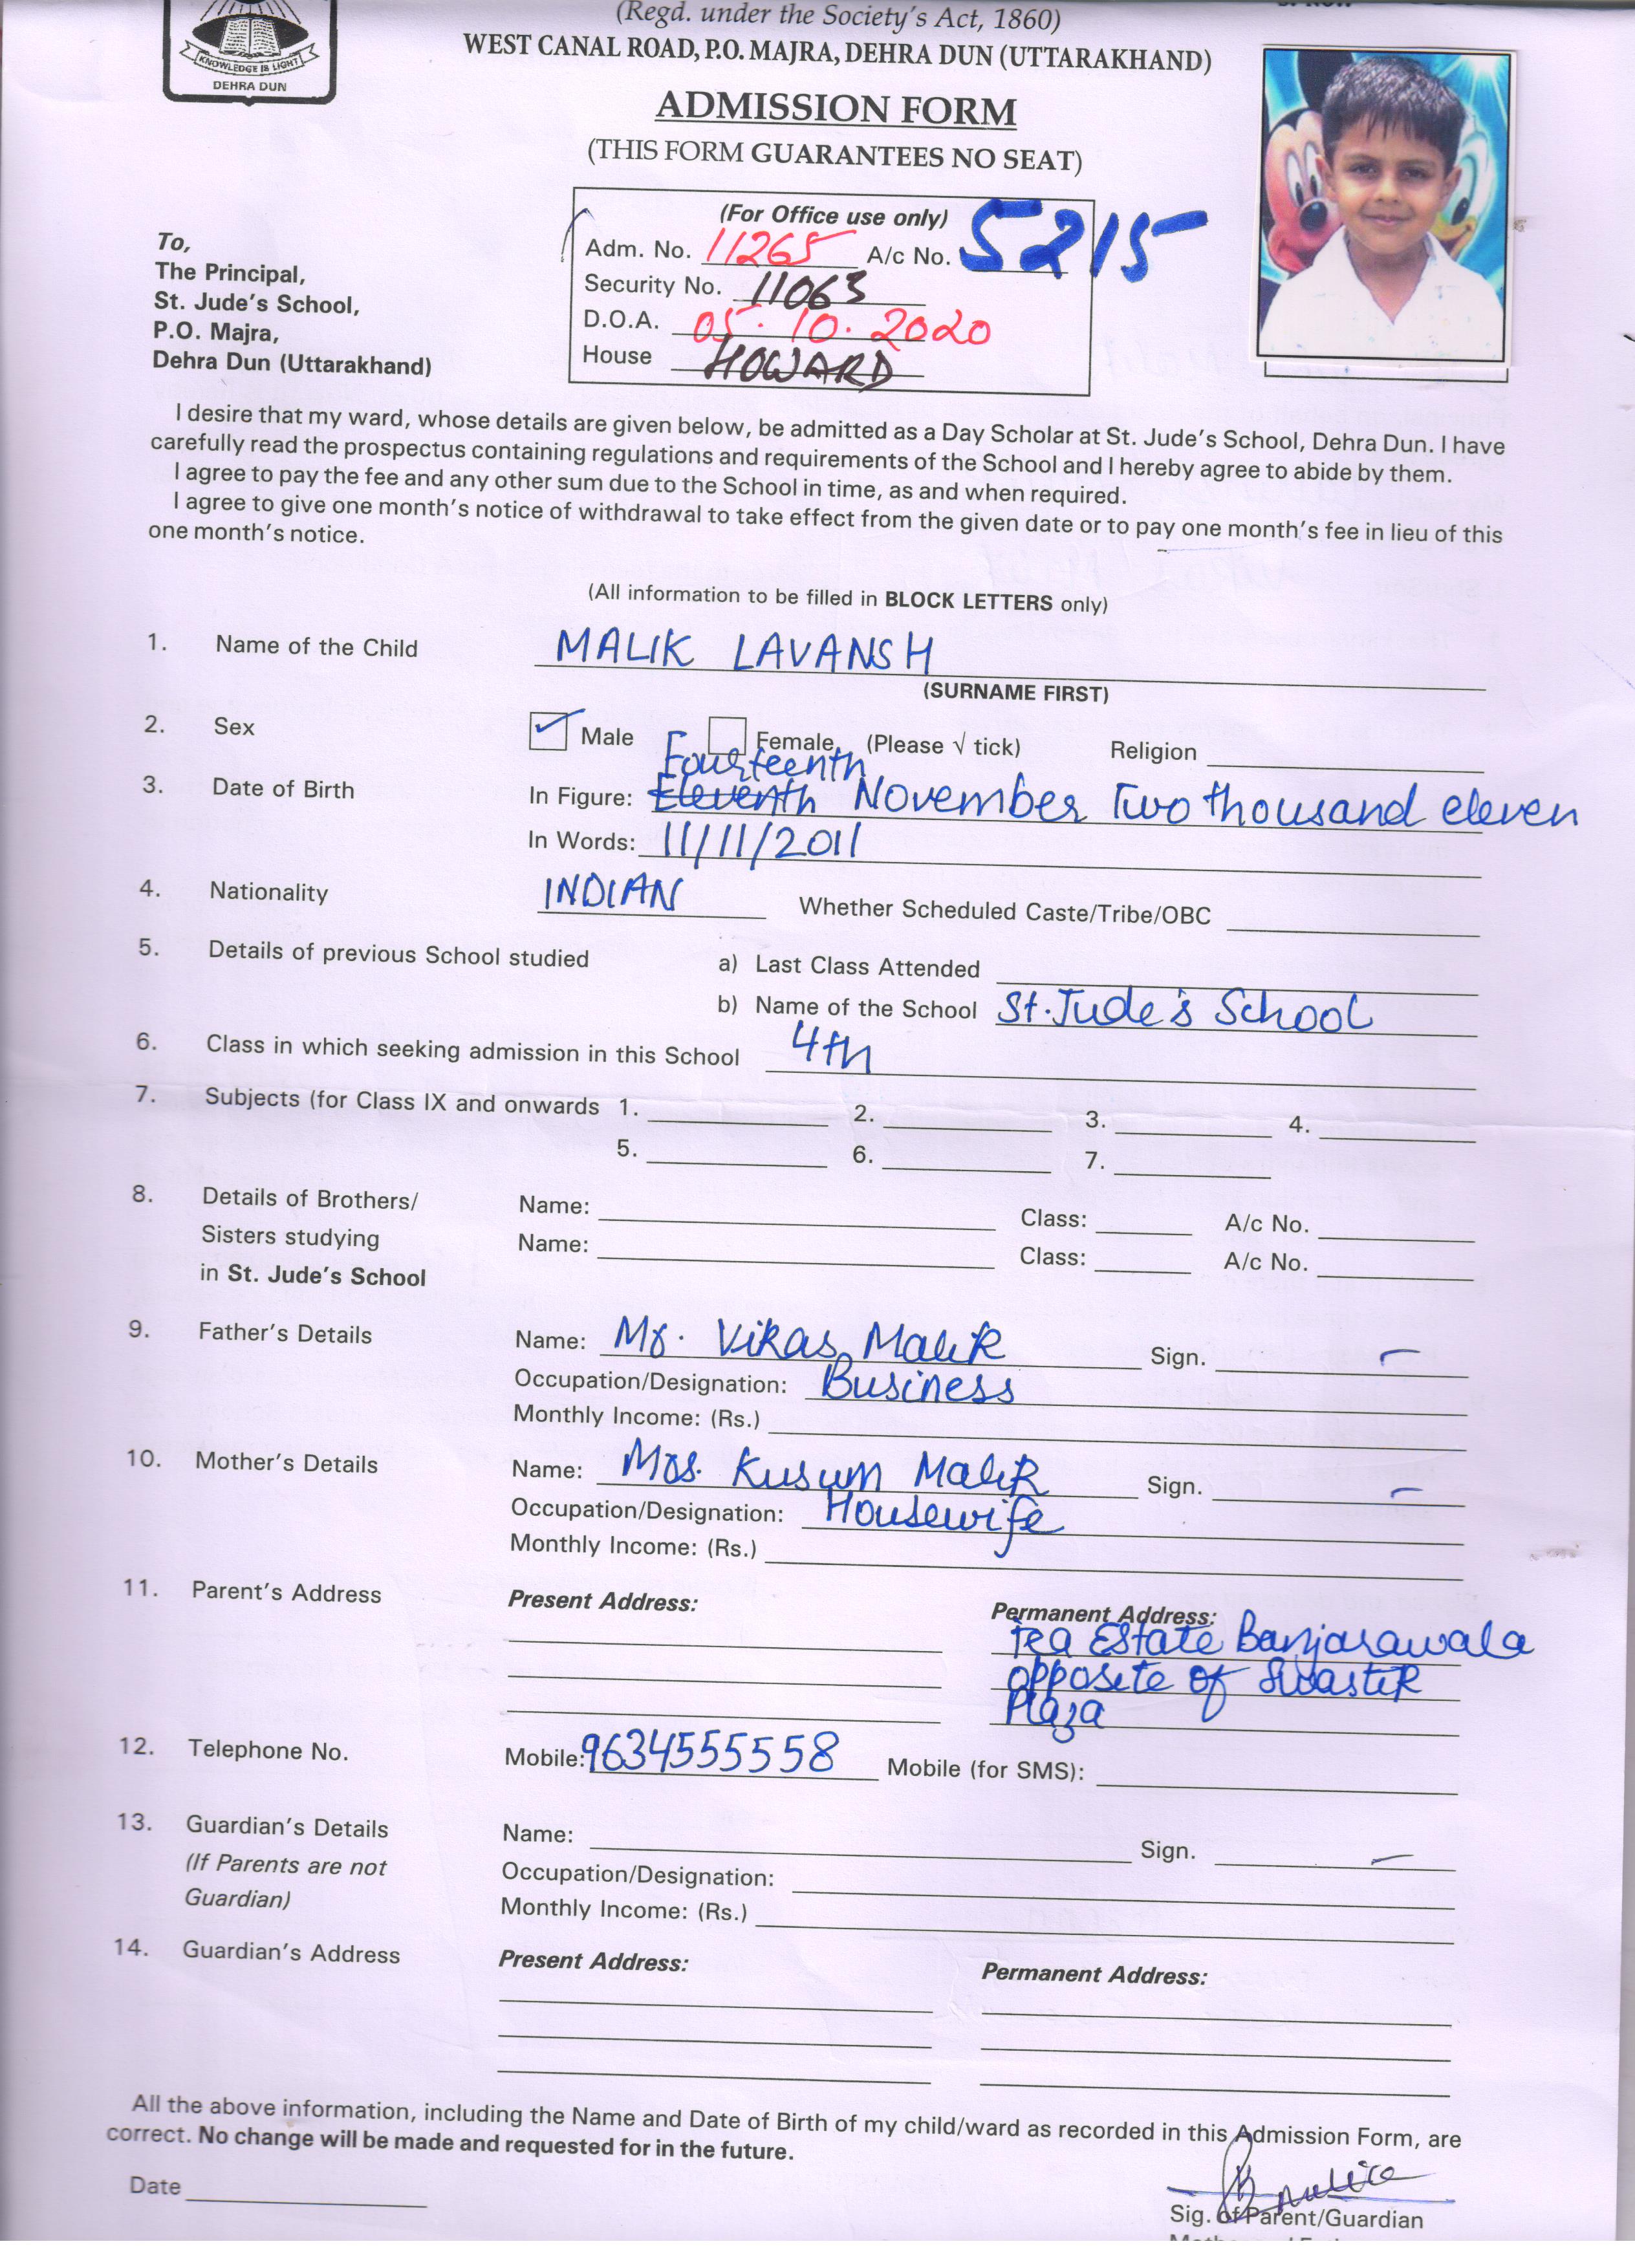 (Regd. under the Society's Act, 1860)
WEST CANAL ROAD, P.O. MAJRA, DEHRA DUN (UTTARAKHAND)
KNOWLEDGE IS LIGHT
DEHRA DUN
ADMISSION FORM
(THIS FORM GUARANTEES NO SEAT)
(For Office use only)
Adm. No. 11265 A/c No. 5215
Security No. 11063
D.O.A. 05.10.2020
House HOWARD
To,
The Principal,
St. Jude's School,
P.O. Majra,
Dehra Dun (Uttarakhand)
I desire that my ward, whose details are given below, be admitted as a Day Scholar at St. Jude's School, Dehra Dun. I have
carefully read the prospectus containing regulations and requirements of the School and I hereby agree to abide by them.
I agree to pay the fee and any other sum due to the School in time, as and when required.
I agree to give one month's notice of withdrawal to take effect from the given date or to pay one month's fee in lieu of this
one month's notice.
(All information to be filled in BLOCK LETTERS only)
1. Name of the Child MALIK LAVANSH
(SURNAME FIRST)
2. Sex Male Female (Please √ tick) Religion
Fourteenth
3. Date of Birth In Figure: Eleventh November Two thousand eleven
In Words: 11/11/2011
4. Nationality INDIAN Whether Scheduled Caste/Tribe/OBC
5. Details of previous School studied a) Last Class Attended
b) Name of the School St. Jude's School
6. Class in which seeking admission in this School 4th
7. Subjects (for Class IX and onwards 1. 2. 3. 4.
5. 6. 7.
8. Details of Brothers/ Name: Class: A/c No.
Sisters studying Name: Class: A/c No.
in St. Jude's School
9. Father's Details Name: Mr. Vikas Malik Sign.
Occupation/Designation: Business
Monthly Income: (Rs.)
10. Mother's Details Name: Mrs. Kusum Malik Sign.
Occupation/Designation: Housewife
Monthly Income: (Rs.)
11. Parent's Address Present Address: Permanent Address:
Tea Estate Banjarawala
opposite of Swastik
Plaza
12. Telephone No. Mobile: 9634555558 Mobile (for SMS):
13. Guardian's Details Name: Sign.
(If Parents are not Occupation/Designation:
Guardian) Monthly Income: (Rs.)
14. Guardian's Address Present Address: Permanent Address:
All the above information, including the Name and Date of Birth of my child/ward as recorded in this Admission Form, are
correct. No change will be made and requested for in the future.
Date
Sig. of Parent/Guardian